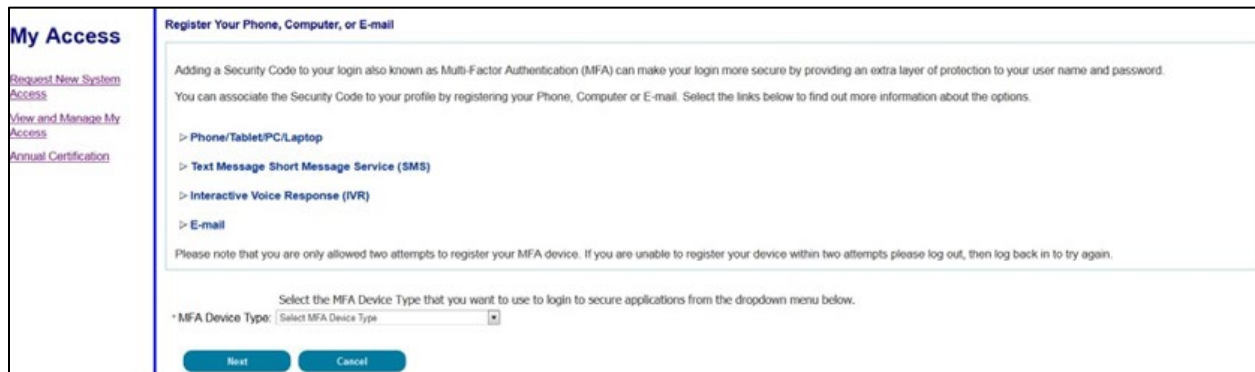 My Access
Request New System
Access
View and Manage My
Access
Annual Certification
Register Your Phone, Computer, or E-mail
Adding a Security Code to your login also known as Multi-Factor Authentication (MFA) can make your login more secure by providing an extra layer of protection to your user name and password.
You can associate the Security Code to your profile by registering your Phone, Computer or E-mail. Select the links below to find out more information about the options.
Phone/Tablet/PC/Laptop
Text Message Short Message Service (SMS)
Interactive Voice Response (IVR)
E-mail
Please note that you are only allowed two attempts to register your MFA device. If you are unable to register your device within two attempts please log out, then log back in to try again.
Select the MFA Device Type that you want to use to login to secure applications from the dropdown menu below.
* MFA Device Type: Select MFA Device Type
Next Cancel